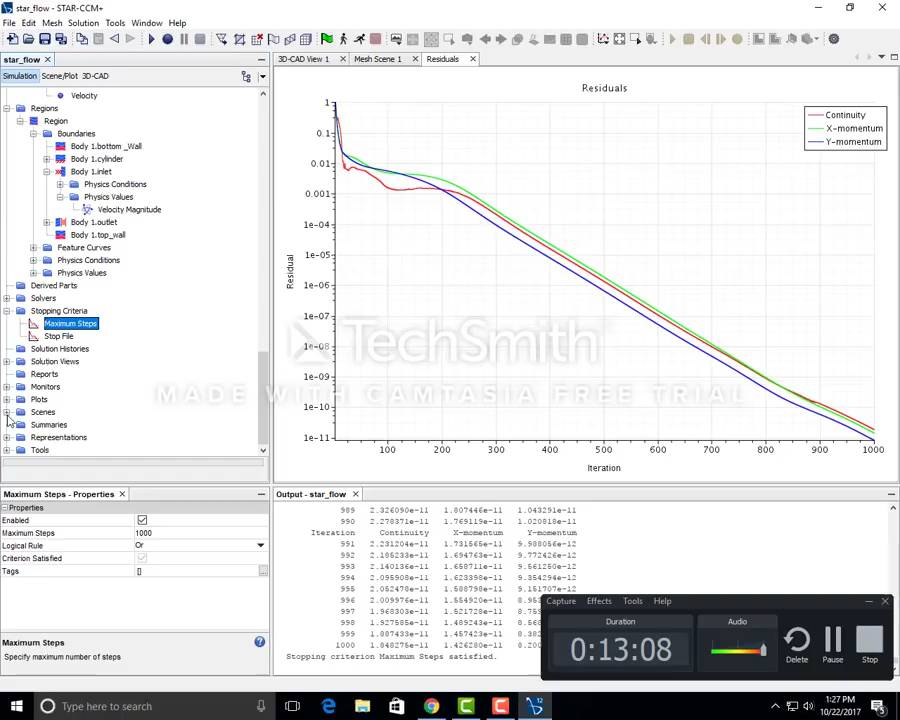 star_flow - STAR-CCM+
File Edit Mesh Solution Tools Window Help
star_flow
3D-CAD View 1 Mesh Scene 1 Residuals
Simulation Scene/Plot 3D-CAD
Velocity
Regions
Region
Boundaries
Body 1.bottom _Wall
Body 1.cylinder
Body 1.inlet
Physics Conditions
Physics Values
Velocity Magnitude
Body 1.outlet
Body 1.top_wall
Feature Curves
Physics Conditions
Physics Values
Derived Parts
Solvers
Stopping Criteria
Maximum Steps
Stop File
Solution Histories
Solution Views
Reports
Monitors
Plots
Scenes
Summaries
Representations
Tools
Residuals
Continuity
X-momentum
Y-momentum
1
0.1
0.01
0.001
1e-04
1e-05
1e-06
1e-07
1e-08
1e-09
1e-10
1e-11
Residual
100 200 300 400 500 600 700 800 900 1000
Iteration
TechSmith
MADE WITH CAMTASIA FREE TRIAL
Maximum Steps - Properties
Properties
Enabled
Maximum Steps 1000
Logical Rule Or
Criterion Satisfied
Tags []
...
Maximum Steps
Specify maximum number of steps
Output - star_flow
989 2.326090e-11 1.807446e-11 1.043291e-11
990 2.278371e-11 1.769119e-11 1.020818e-11
Iteration Continuity X-momentum Y-momentum
991 2.231204e-11 1.731565e-11 9.988056e-12
992 2.185233e-11 1.694763e-11 9.772426e-12
993 2.140136e-11 1.658711e-11 9.561250e-12
994 2.095908e-11 1.623398e-11 9.354294e-12
995 2.052478e-11 1.588798e-11 9.151707e-12
996 2.009976e-11 1.554920e-11
997 1.968303e-11 1.521728e-11
998 1.927585e-11 1.489209e-11
999 1.887433e-11 1.457423e-11
1000 1.848275e-11 1.426280e-11
Stopping criterion Maximum Steps satisfied.
Capture Effects Tools Help
Duration
0:13:08
Audio
Delete Pause Stop
Type here to search
1:27 PM
10/22/2017